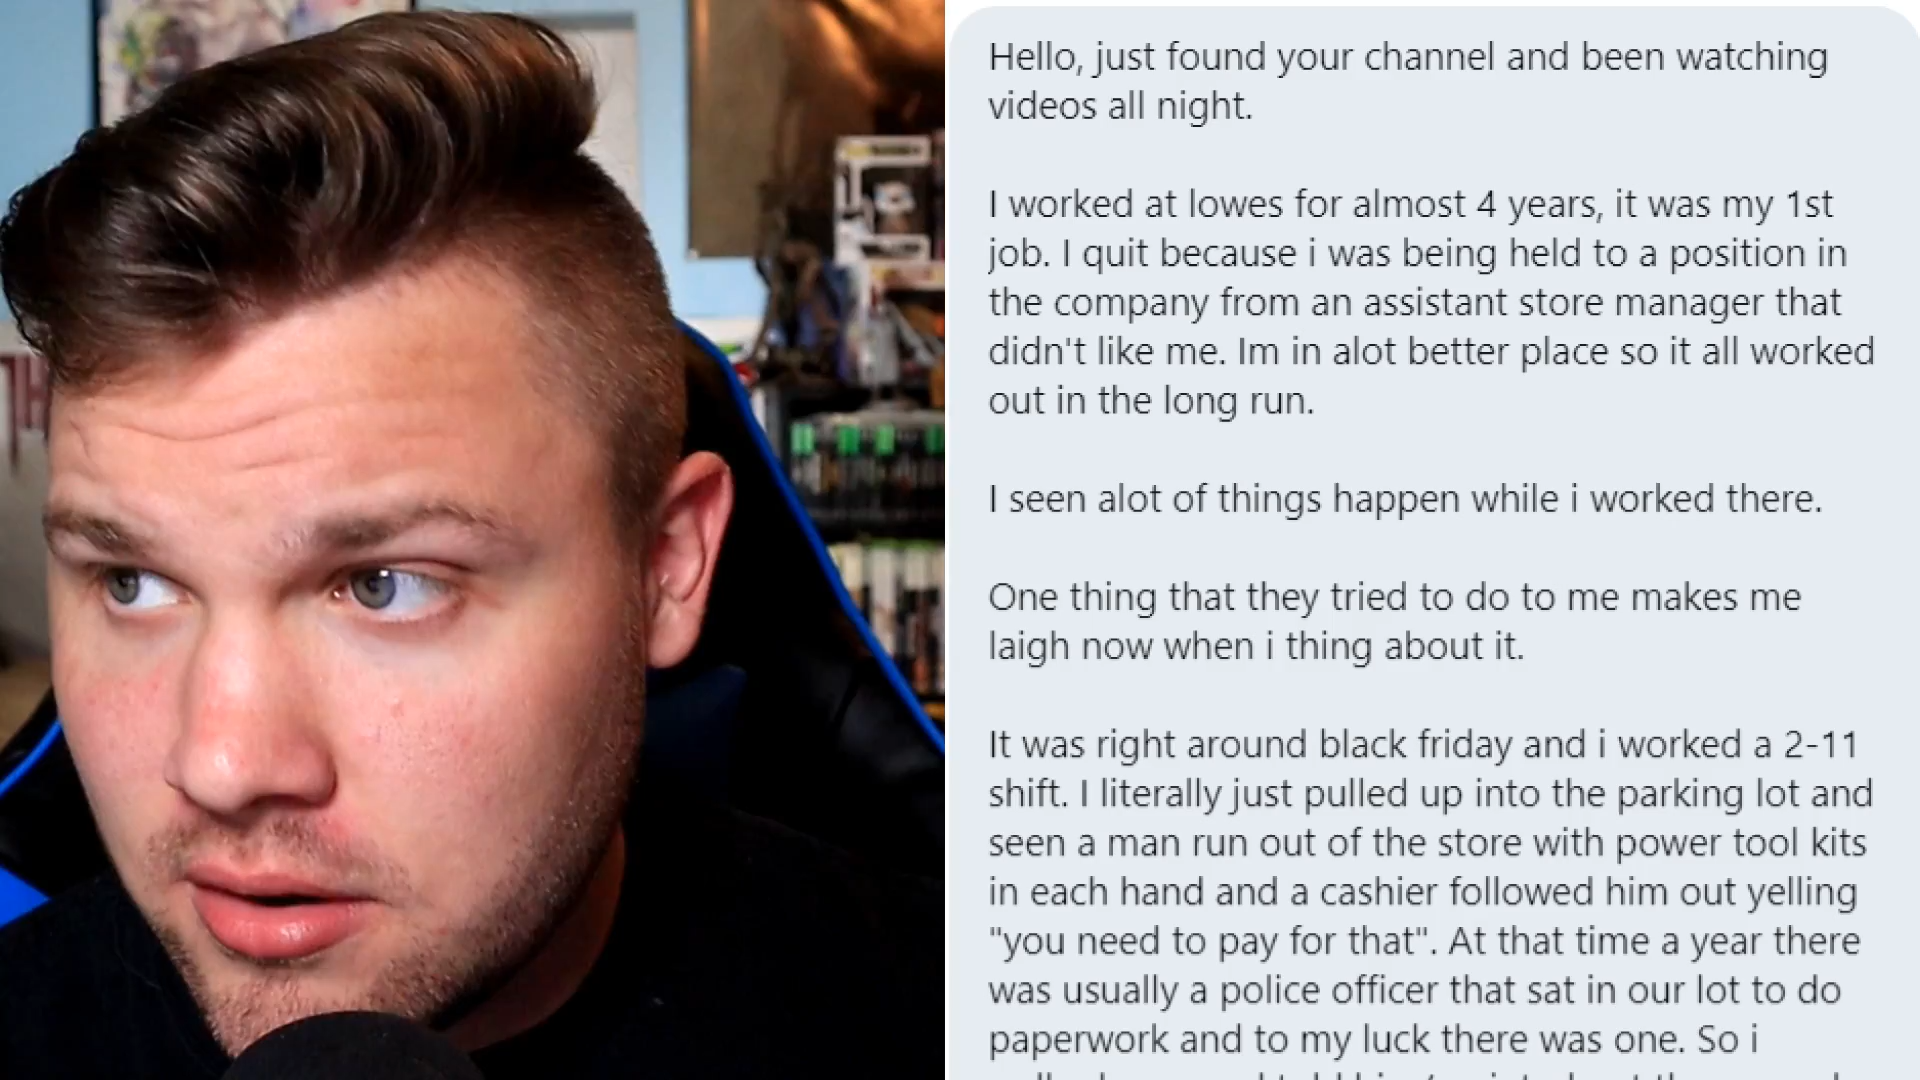 Hello, just found your channel and been watching
videos all night.
I worked at lowes for almost 4 years, it was my 1st
job. I quit because i was being held to a position in
the company from an assistant store manager that
didn't like me. Im in alot better place so it all worked
out in the long run.
I seen alot of things happen while i worked there.
One thing that they tried to do to me makes me
laigh now when i thing about it.
It was right around black friday and i worked a 2-11
shift. I literally just pulled up into the parking lot and
seen a man run out of the store with power tool kits
in each hand and a cashier followed him out yelling
"you need to pay for that". At that time a year there
was usually a police officer that sat in our lot to do
paperwork and to my luck there was one. So i